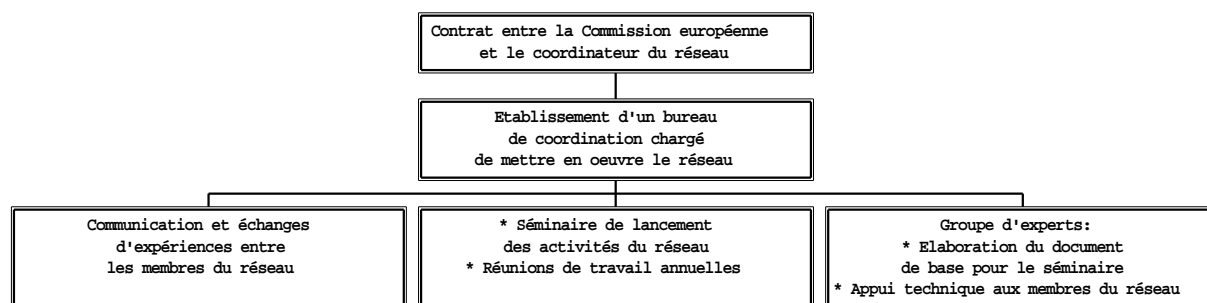 Contrat entre la Commission européenne
et le coordinateur du réseau
Etablissement d'un bureau
de coordination chargé
de mettre en oeuvre le réseau
Communication et échanges
d'expériences entre
les membres du réseau
* Séminaire de lancement
des activités du réseau
* Réunions de travail annuelles
Groupe d'experts:
* Elaboration du document
de base pour le séminaire
* Appui technique aux membres du réseau